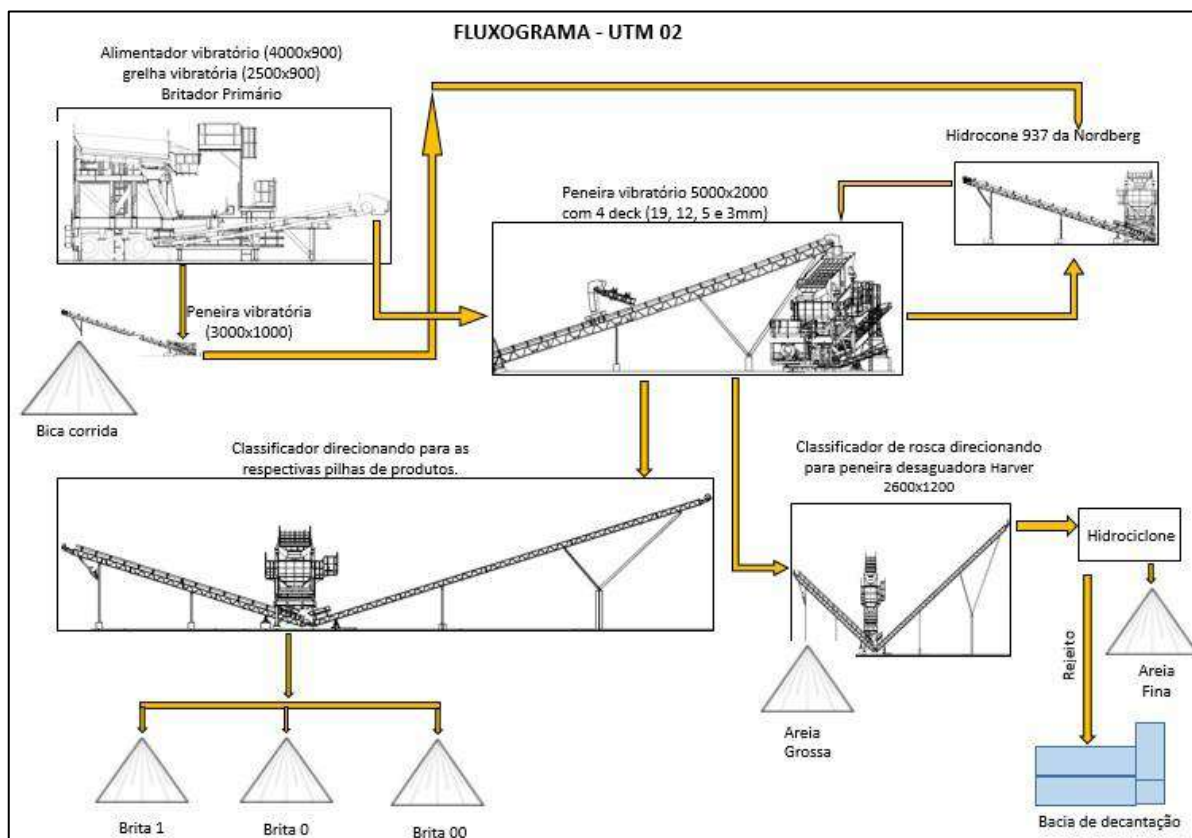 FLUXOGRAMA - UTM 02
Alimentador vibratório (4000x900)
grelha vibratória (2500x900)
Britador Primário
Hidrocone 937 da Nordberg
Peneira vibratório 5000x2000
com 4 deck (19, 12, 5 e 3mm)
Peneira vibratória
(3000x1000)
Bica corrida
Classificador direcionando para as
respectivas pilhas de produtos.
Classificador de rosca direcionando
para peneira desaguadora Harver
2600x1200
Hidrociclone
Rejeito
Areia
Fina
Areia
Grossa
Brita 1
Brita 0
Brita 00
Bacia de decantação